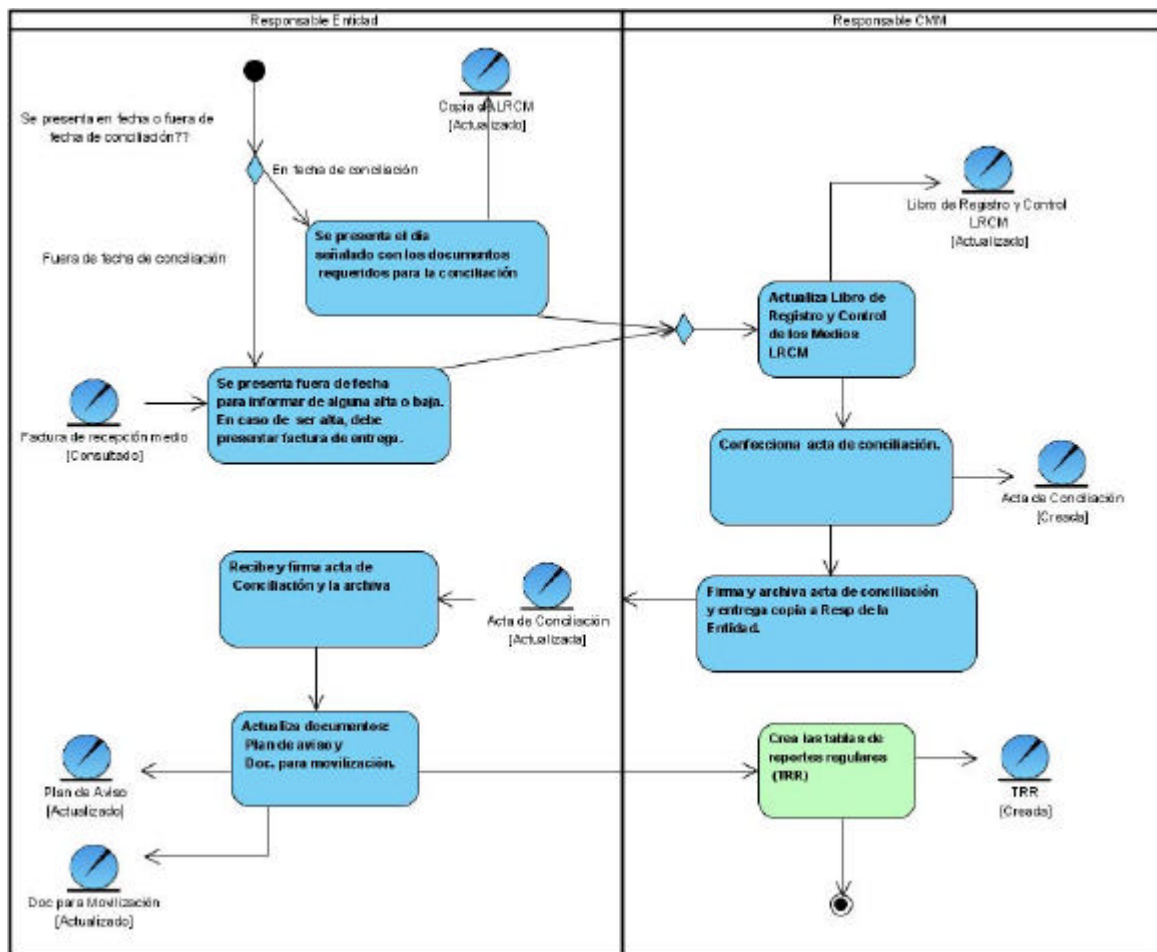 Responsable Entidad
Responsable CMM
Se presenta en fecha o fuera de
fecha de conciliación??
En fecha de conciliación
Fuera de fecha de conciliación
Copia LRCM
[Actualizado]
Se presenta el dia
señalado con los documentos
requeridos para la conciliación
Libro de Registro y Control
LRCM
[Actualizado]
Actualiza Libro de
Registro y Control
de los Medios
LRCM
Se presenta fuera de fecha
para informar de alguna alta o baja.
En caso de ser alta, debe
presentar factura de entrega.
Factura de recepción medio
[Consultado]
Confecciona acta de conciliación.
Acta de Conciliación
[Creada]
Recibe y firma acta de
Conciliación y la archiva
Acta de Conciliación
[Actualizada]
Firma y archiva acta de conciliación
y entrega copia a Resp de la
Entidad.
Actualiza documentos:
Plan de aviso y
Doc. para movilización.
Plan de Aviso
[Actualizado]
Doc para Movilización
[Actualizado]
Crea las tablas de
reportes regulares
(TRR)
TRR
[Creada]